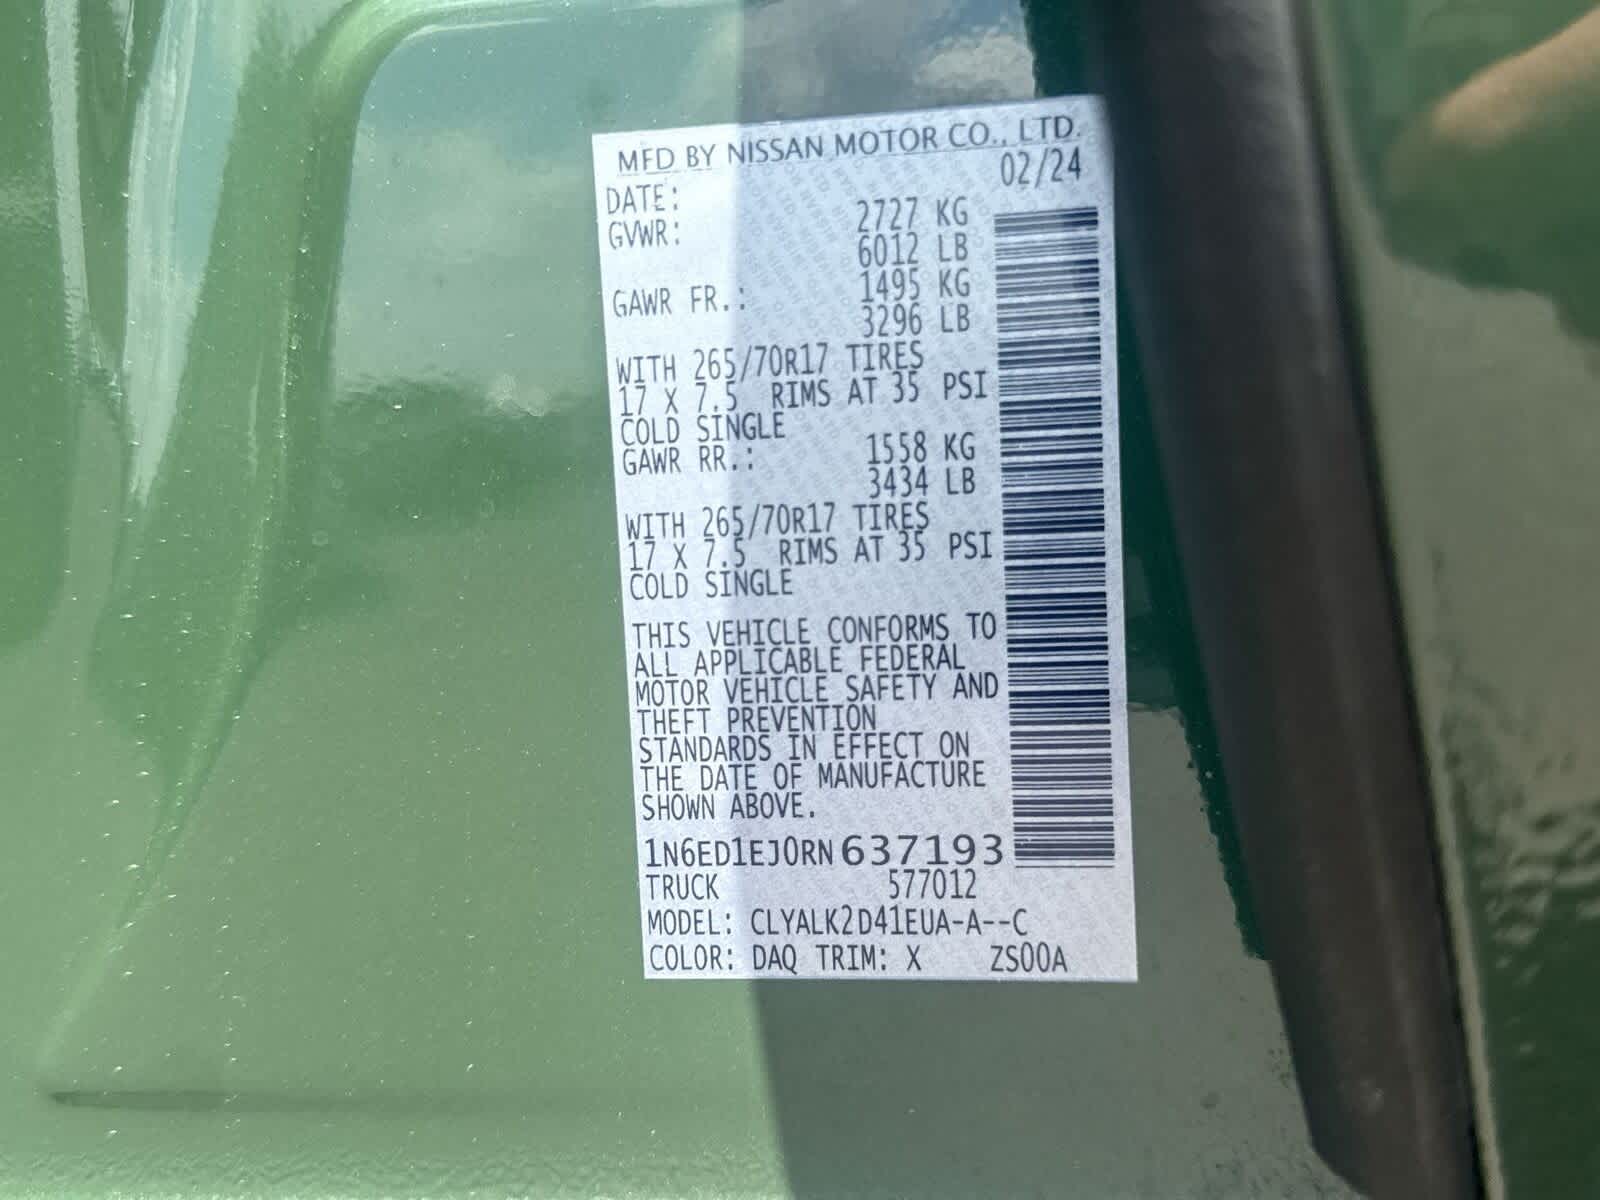 MFD BY NISSAN MOTOR CO., LTD.
DATE: 02/24
GVWR: 2727 KG
6012 LB
GAWR FR.: 1495 KG
3296 LB
WITH 265/70R17 TIRES
17 X 7.5 RIMS AT 35 PSI
COLD SINGLE
GAWR RR.: 1558 KG
3434 LB
WITH 265/70R17 TIRES
17 X 7.5 RIMS AT 35 PSI
COLD SINGLE
THIS VEHICLE CONFORMS TO
ALL APPLICABLE FEDERAL
MOTOR VEHICLE SAFETY AND
THEFT PREVENTION
STANDARDS IN EFFECT ON
THE DATE OF MANUFACTURE
SHOWN ABOVE.
1N6ED1EJ0RN637193
TRUCK 577012
MODEL: CLYALK2D41EUA-A--C
COLOR: DAQ TRIM: X ZS00A